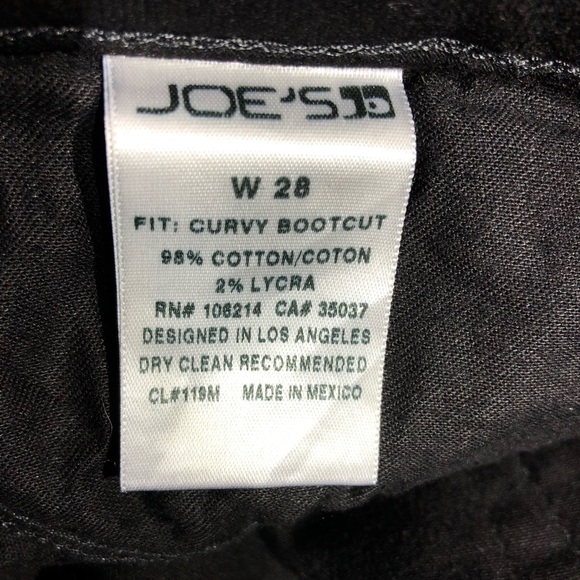 JOE'S
W 28
FIT: CURVY BOOTCUT
98% COTTON/COTON
2% LYCRA
RN# 106214 CA# 35037
DESIGNED IN LOS ANGELES
DRY CLEAN RECOMMENDED
CL#119M MADE IN MEXICO